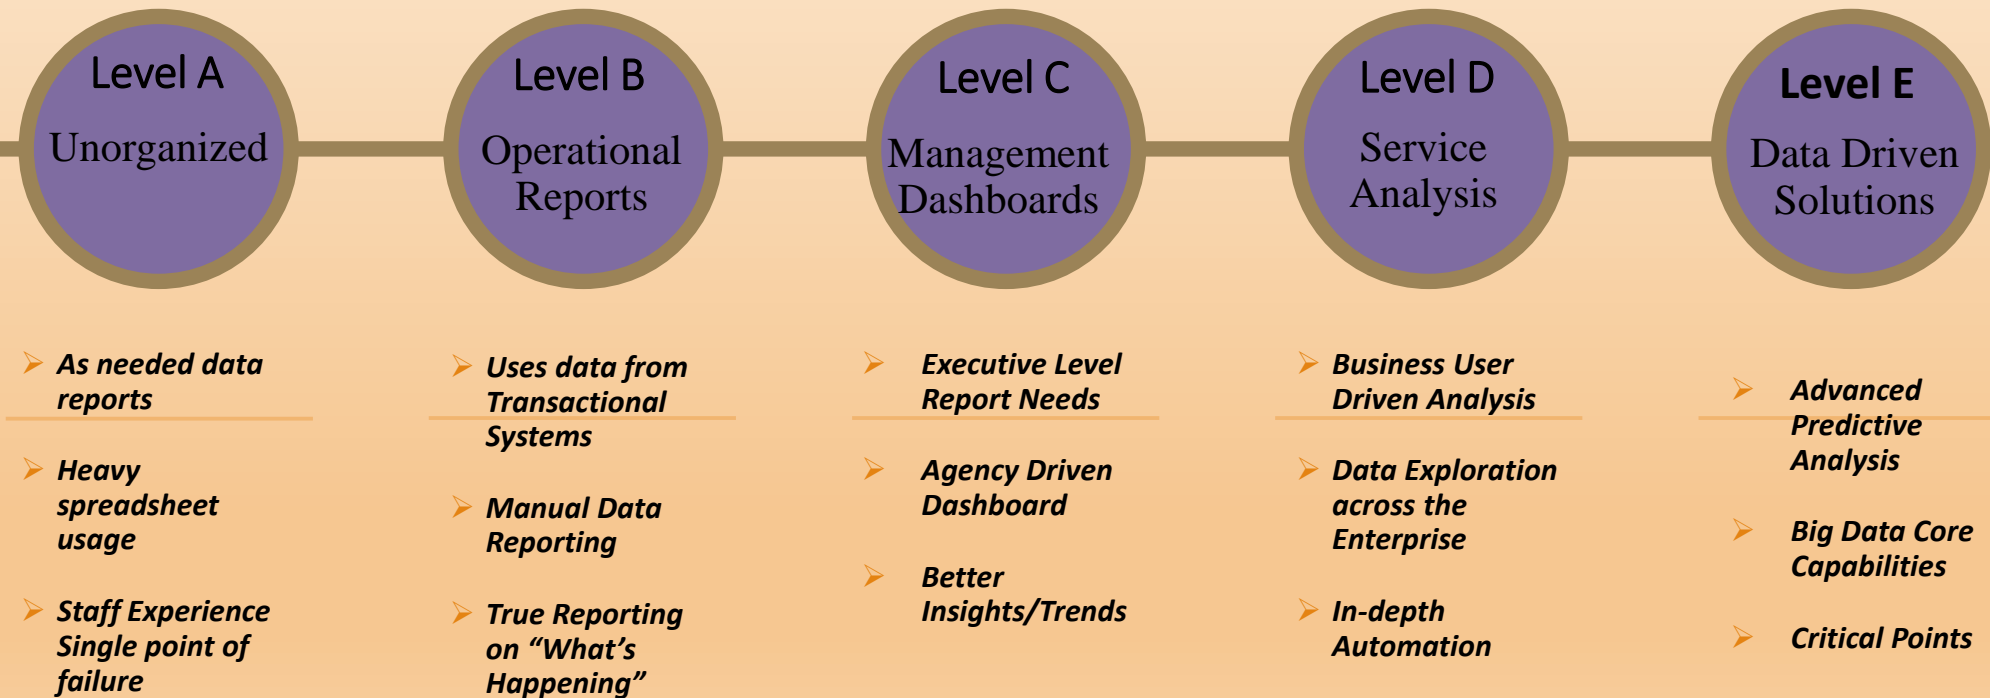 Level A
Unorganized
As needed data
reports
Heavy
spreadsheet
usage
Staff Experience
Single point of
failure
Level B
Operational
Reports
Uses data from
Transactional
Systems
Manual Data
Reporting
True Reporting
on “What’s
Happening”
Level C
Management
Dashboards
Executive Level
Report Needs
Agency Driven
Dashboard
Better
Insights/Trends
Level D
Service
Analysis
Business User
Driven Analysis
Data Exploration
across the
Enterprise
In-depth
Automation
Level E
Data Driven
Solutions
Advanced
Predictive
Analysis
Big Data Core
Capabilities
Critical Points